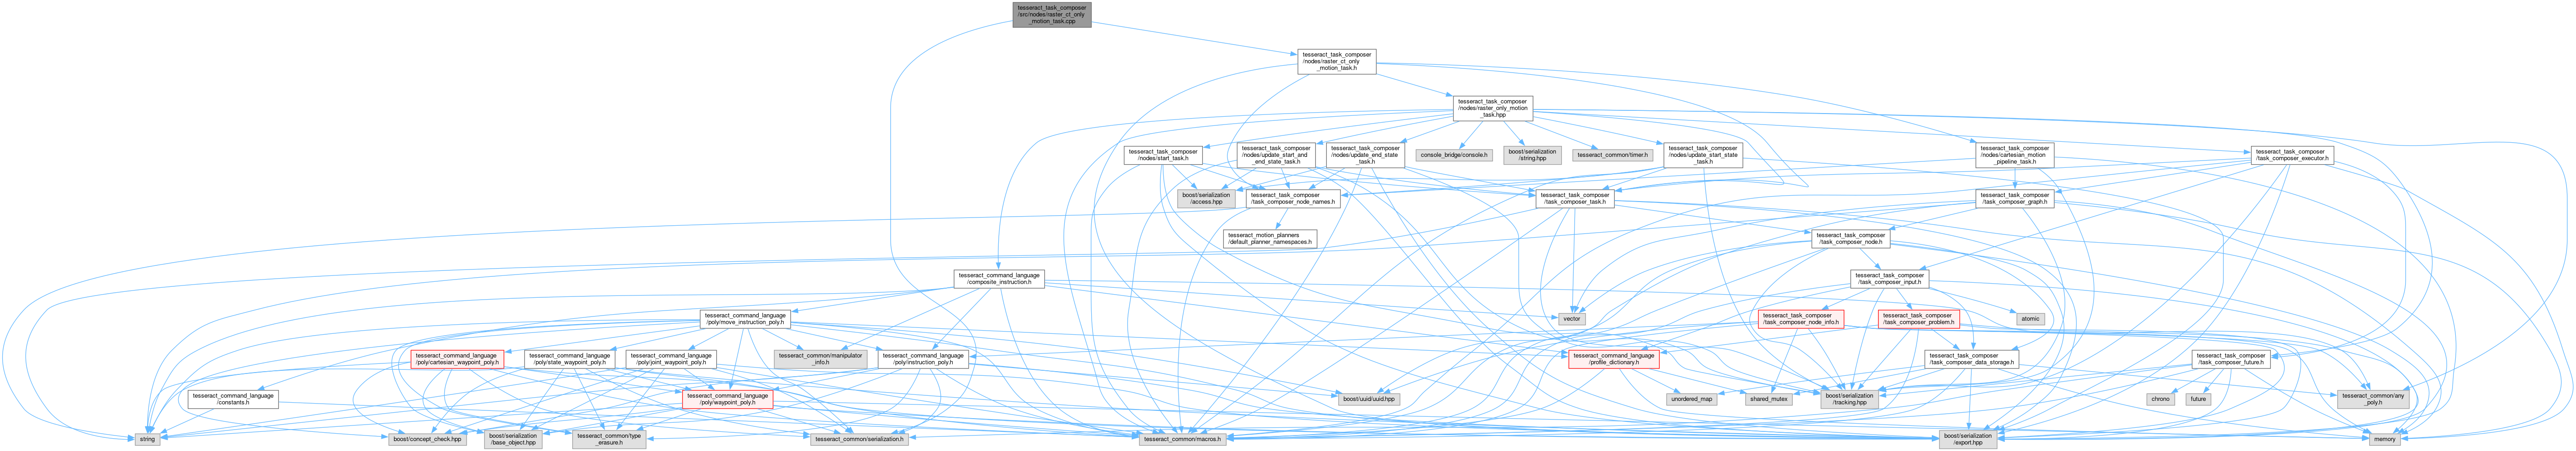 tesseract_task_composer
/src/nodes/raster_ct_only
_motion_task.cpp
tesseract_task_composer
/nodes/raster_ct_only
_motion_task.h
tesseract_task_composer
/nodes/raster_only_motion
_task.hpp
tesseract_task_composer
/nodes/start_task.h
tesseract_task_composer
/nodes/update_start_and
_end_state_task.h
tesseract_task_composer
/nodes/update_end_state
_task.h
console_bridge/console.h
boost/serialization
/string.hpp
tesseract_common/timer.h
tesseract_task_composer
/nodes/update_start_state
_task.h
tesseract_task_composer
/nodes/cartesian_motion
_pipeline_task.h
tesseract_task_composer
/task_composer_executor.h
boost/serialization
/access.hpp
tesseract_task_composer
/task_composer_node_names.h
tesseract_task_composer
/task_composer_task.h
tesseract_task_composer
/task_composer_graph.h
tesseract_motion_planners
/default_planner_namespaces.h
tesseract_task_composer
/task_composer_node.h
tesseract_command_language
/composite_instruction.h
tesseract_task_composer
/task_composer_input.h
tesseract_command_language
/poly/move_instruction_poly.h
vector
tesseract_task_composer
/task_composer_node_info.h
tesseract_task_composer
/task_composer_problem.h
atomic
tesseract_command_language
/poly/cartesian_waypoint_poly.h
tesseract_command_language
/poly/state_waypoint_poly.h
tesseract_command_language
/poly/joint_waypoint_poly.h
tesseract_common/manipulator
_info.h
tesseract_command_language
/poly/instruction_poly.h
tesseract_command_language
/profile_dictionary.h
tesseract_task_composer
/task_composer_data_storage.h
tesseract_task_composer
/task_composer_future.h
tesseract_command_language
/constants.h
tesseract_command_language
/poly/waypoint_poly.h
boost/uuid/uuid.hpp
unordered_map
shared_mutex
boost/serialization
/tracking.hpp
chrono
future
tesseract_common/any
_poly.h
string
boost/concept_check.hpp
boost/serialization
/base_object.hpp
tesseract_common/type
_erasure.h
tesseract_common/serialization.h
tesseract_common/macros.h
boost/serialization
/export.hpp
memory